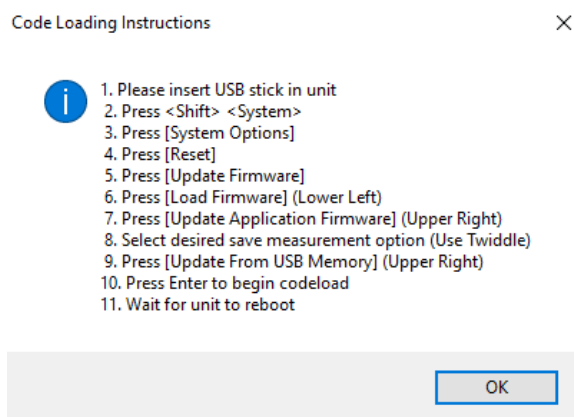 Code Loading Instructions
1. Please insert USB stick in unit
2. Press <Shift> <System>
3. Press [System Options]
4. Press [Reset]
5. Press [Update Firmware]
6. Press [Load Firmware] (Lower Left)
7. Press [Update Application Firmware] (Upper Right)
8. Select desired save measurement option (Use Twiddle)
9. Press [Update From USB Memory] (Upper Right)
10. Press Enter to begin codeload
11. Wait for unit to reboot
OK